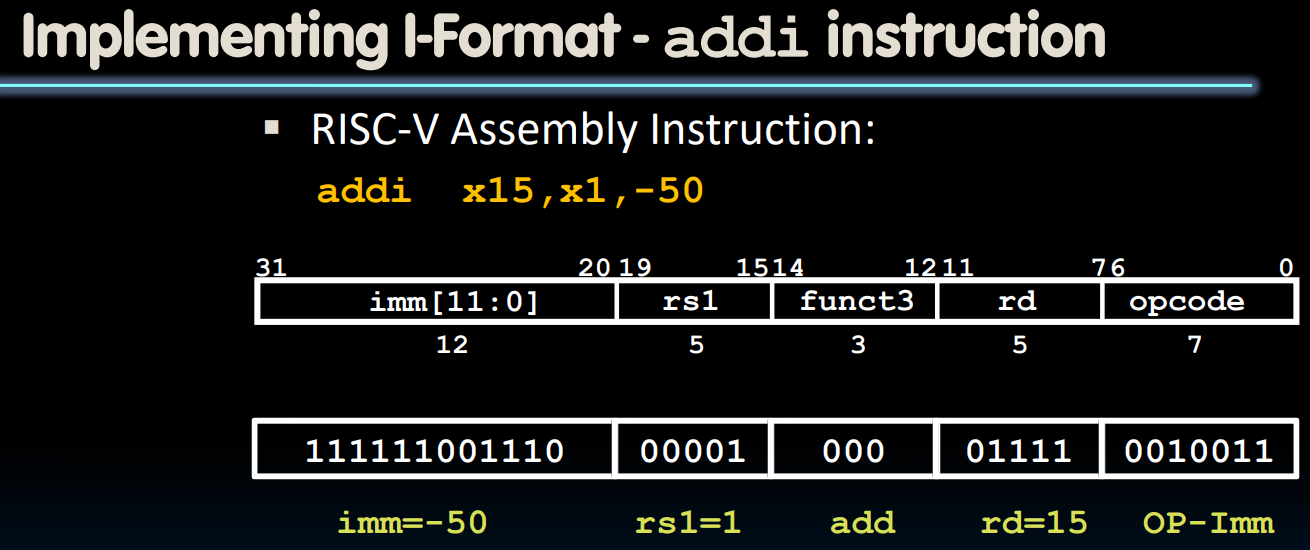 Implementing I-Format - addi instruction
▪ RISC-V Assembly Instruction:
addi x15,x1,-50
31 20 19 15 14 12 11 7 6 0
imm[11:0] rs1 funct3 rd opcode
12 5 3 5 7
111111001110 00001 000 01111 0010011
imm=-50 rs1=1 add rd=15 OP-Imm